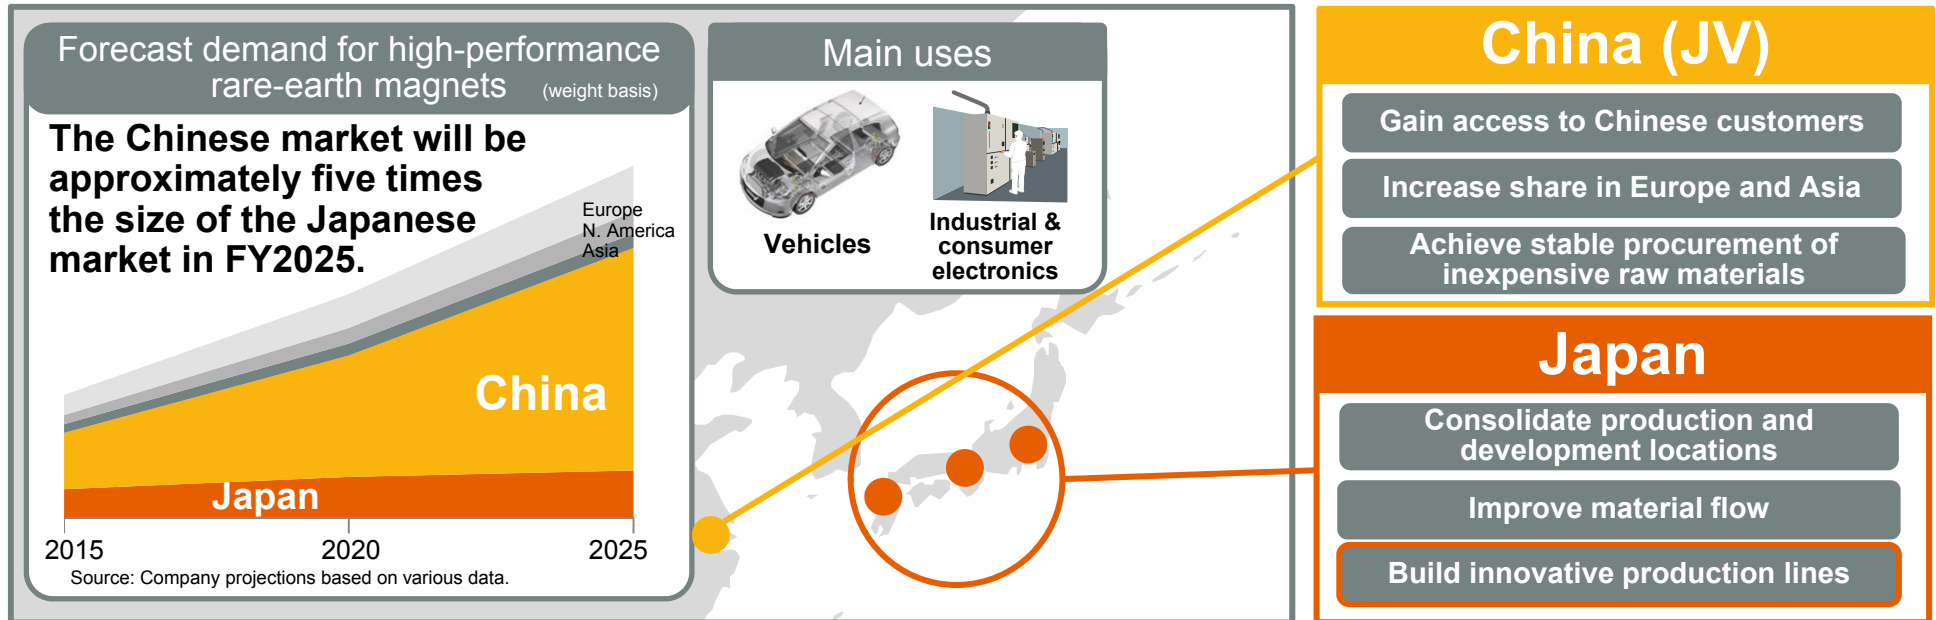 Forecast demand for high-performance
rare-earth magnets (weight basis)
The Chinese market will be
approximately five times
the size of the Japanese
market in FY2025.
Europe
N. America
Asia
China
Japan
2015
2020
2025
Source: Company projections based on various data.
Main uses
Vehicles
Industrial &
consumer
electronics
China (JV)
Gain access to Chinese customers
Increase share in Europe and Asia
Achieve stable procurement of
inexpensive raw materials
Japan
Consolidate production and
development locations
Improve material flow
Build innovative production lines